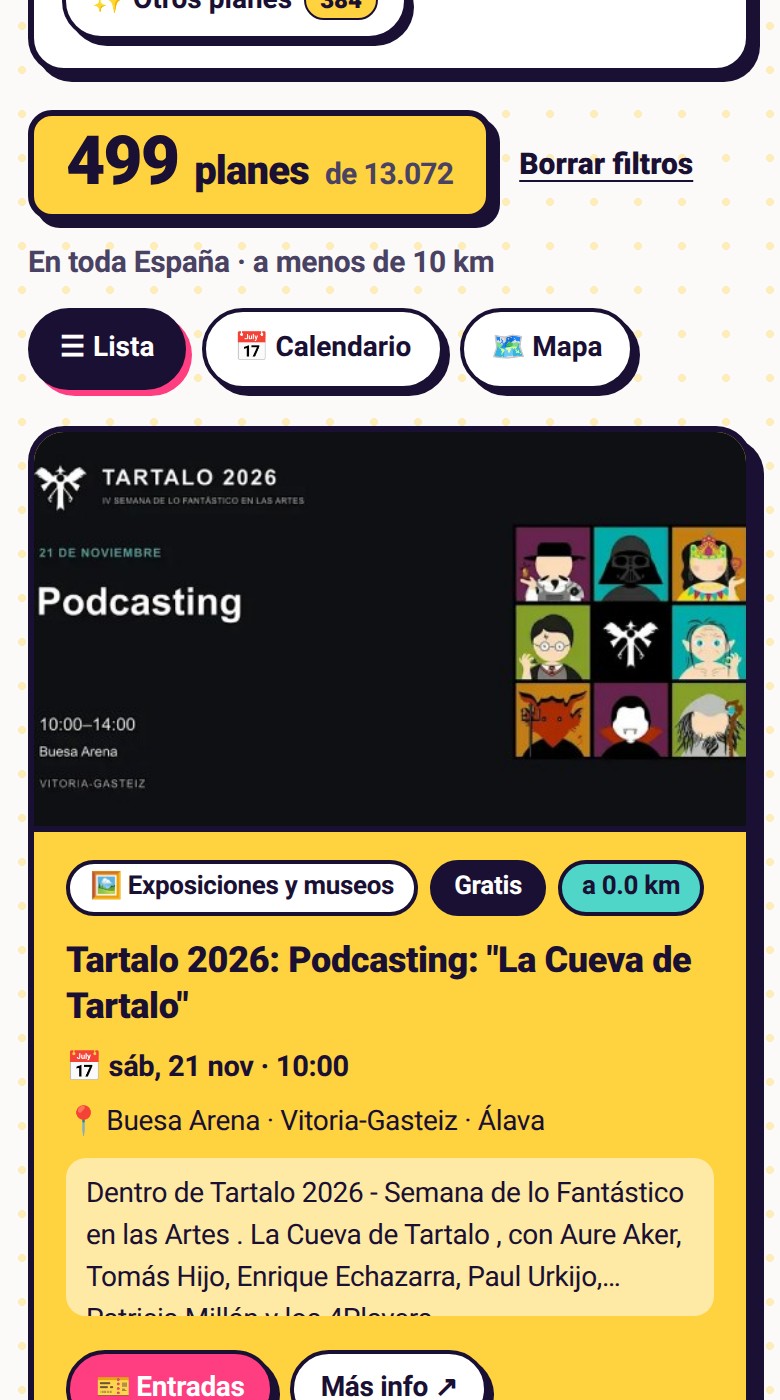 ✨ Otros planes 384
499 planes de 13.072
Borrar filtros
En toda España · a menos de 10 km
☰ Lista
📅 Calendario
🗺️ Mapa
TARTALO 2026
IV SEMANA DE LO FANTÁSTICO EN LAS ARTES
21 DE NOVIEMBRE
Podcasting
10:00–14:00
Buesa Arena
VITORIA-GASTEIZ
🖼️ Exposiciones y museos
Gratis
a 0.0 km
Tartalo 2026: Podcasting: "La Cueva de
Tartalo"
📅 sáb, 21 nov · 10:00
📍 Buesa Arena · Vitoria-Gasteiz · Álava
Dentro de Tartalo 2026 - Semana de lo Fantástico
en las Artes . La Cueva de Tartalo , con Aure Aker,
Tomás Hijo, Enrique Echazarra, Paul Urkijo,...
Patricia Millán y los 4Players
🎫 Entradas
Más info ↗